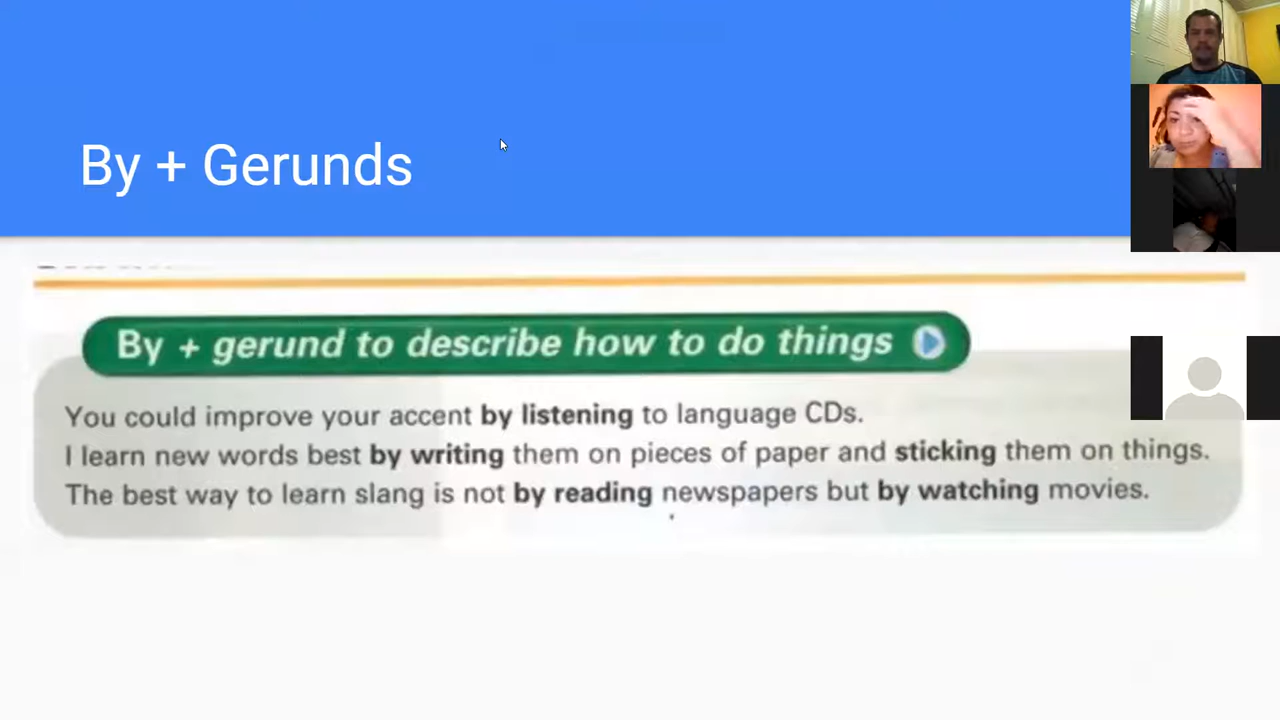 By + Gerunds
By + gerund to describe how to do things
You could improve your accent by listening to language CDs.
I learn new words best by writing them on pieces of paper and sticking them on things.
The best way to learn slang is not by reading newspapers but by watching movies.